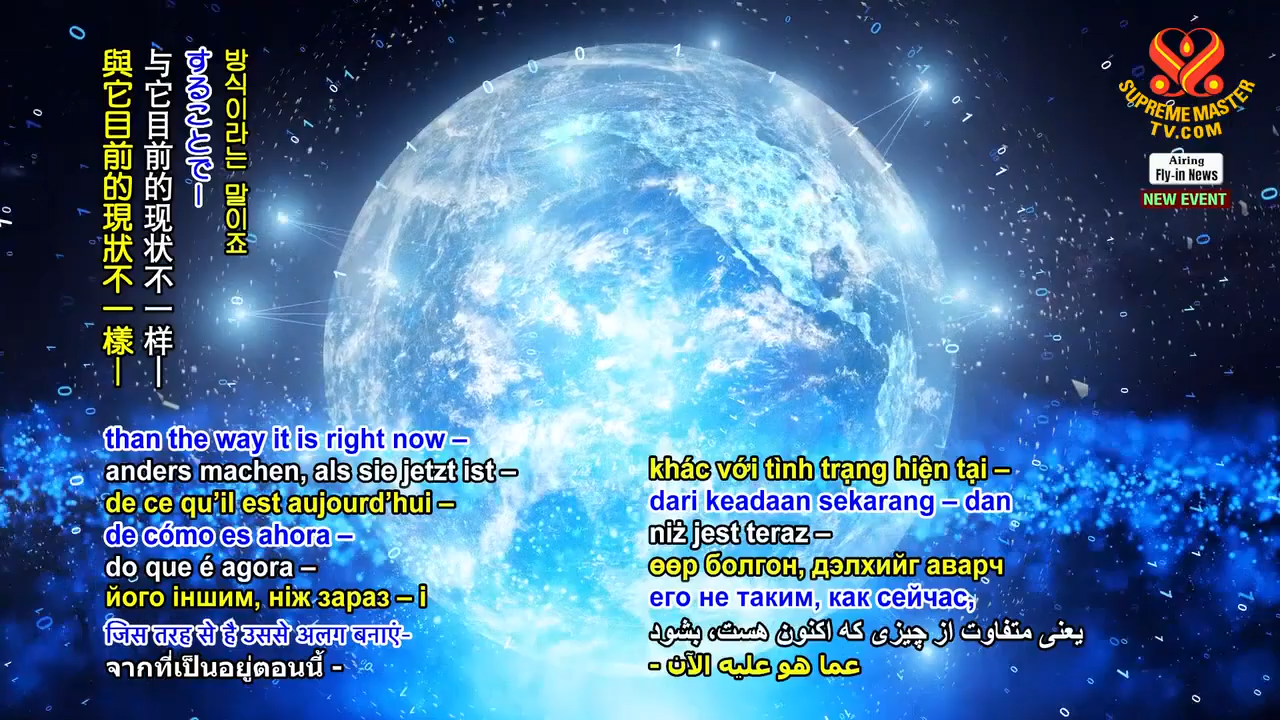 與它目前的現狀不一樣–
与它目前的现状不一样–
することで–
방식이라는 말이죠
SUPREME MASTER
TV.COM
Airing
Fly-in News
NEW EVENT
than the way it is right now –
anders machen, als sie jetzt ist –
de ce qu’il est aujourd’hui –
de cómo es ahora –
do que é agora –
його іншим, ніж зараз – і
जिस तरह से है उससे अलग बनाएं-
จากที่เป็นอยู่ตอนนี้ -
khác với tình trạng hiện tại –
dari keadaan sekarang – dan
niż jest teraz –
өөр болгон, дэлхийг аварч
его не таким, как сейчас,
یعنی متفاوت از چیزی که اکنون هست، بشود
عما هو عليه الآن -